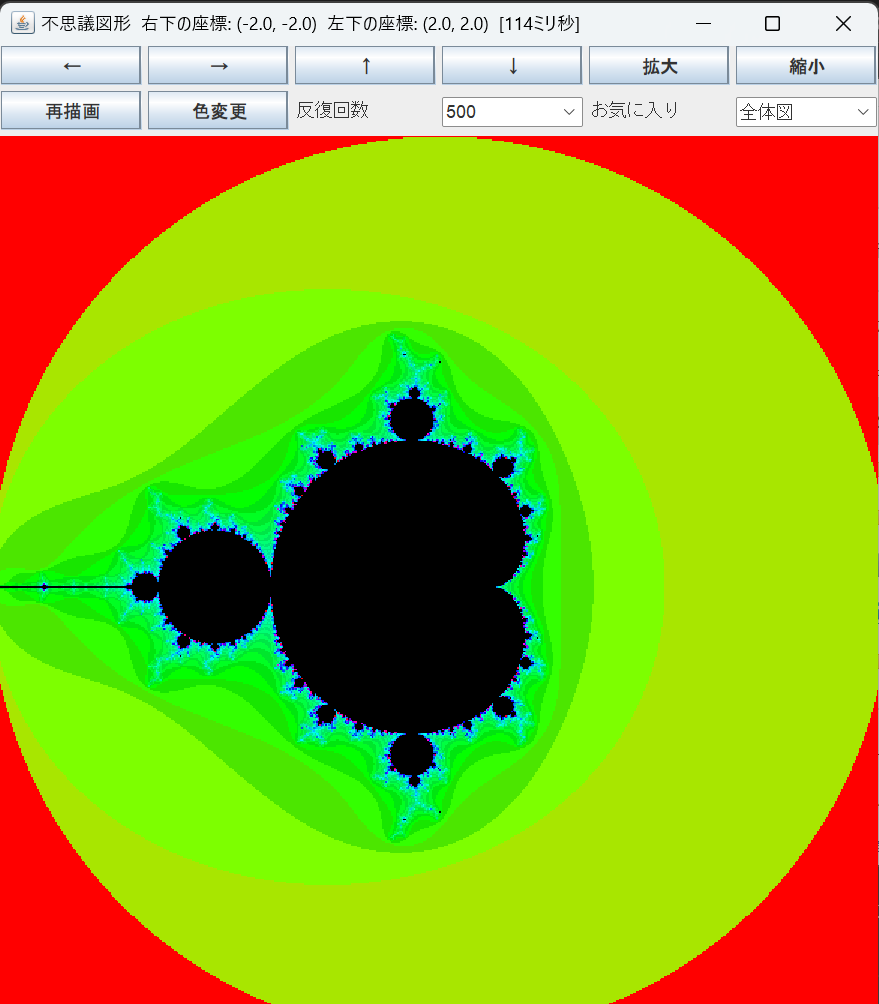 不思議図形 右下の座標: (-2.0, -2.0) 左下の座標: (2.0, 2.0) [114ミリ秒]
← → ↑ ↓ 拡大 縮小
再描画 色変更 反復回数 500 お気に入り 全体図